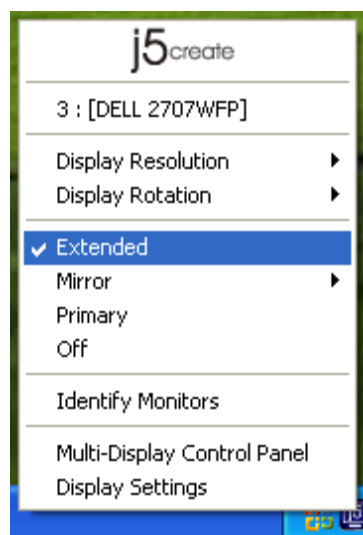 j5create
3 : [DELL 2707WFP]
Display Resolution
Display Rotation
Extended
Mirror
Primary
Off
Identify Monitors
Multi-Display Control Panel
Display Settings